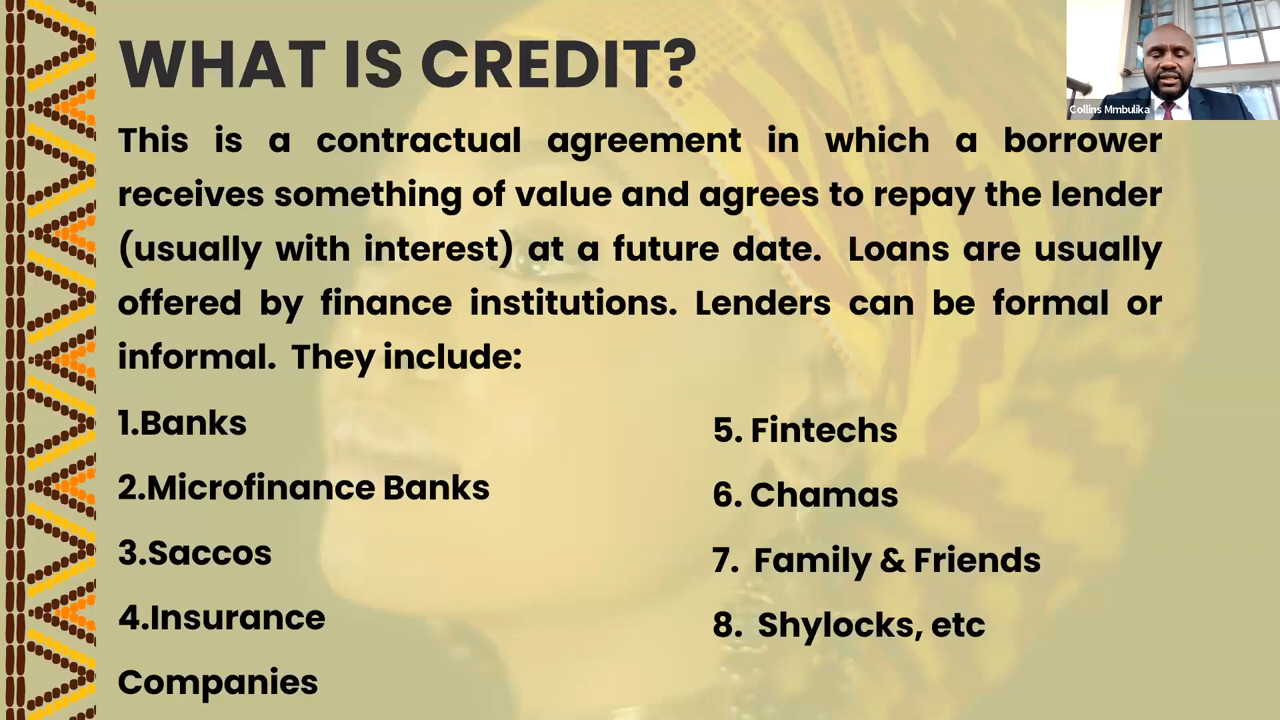 WHAT IS CREDIT?
Collins Mmbulika
This is a contractual agreement in which a borrower
receives something of value and agrees to repay the lender
(usually with interest) at a future date.  Loans are usually
offered by finance institutions. Lenders can be formal or
informal.  They include:
1.Banks
2.Microfinance Banks
3.Saccos
4.Insurance
Companies
5. Fintechs
6. Chamas
7.  Family & Friends
8.  Shylocks, etc